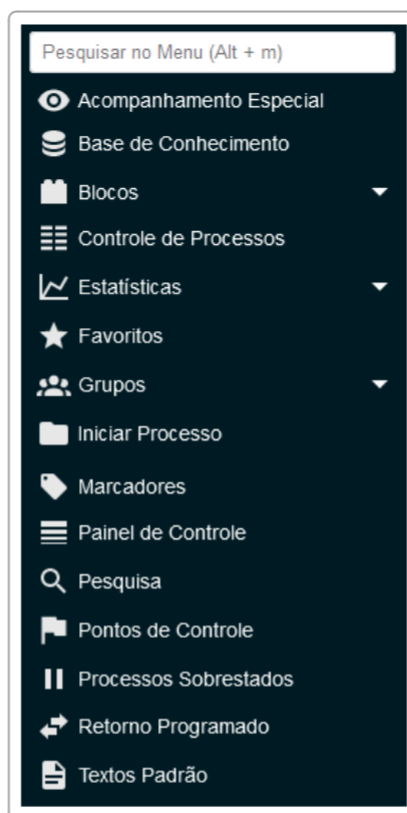 Pesquisar no Menu (Alt + m)
Acompanhamento Especial
Base de Conhecimento
Blocos
Controle de Processos
Estatísticas
Favoritos
Grupos
Iniciar Processo
Marcadores
Painel de Controle
Pesquisa
Pontos de Controle
Processos Sobrestados
Retorno Programado
Textos Padrão